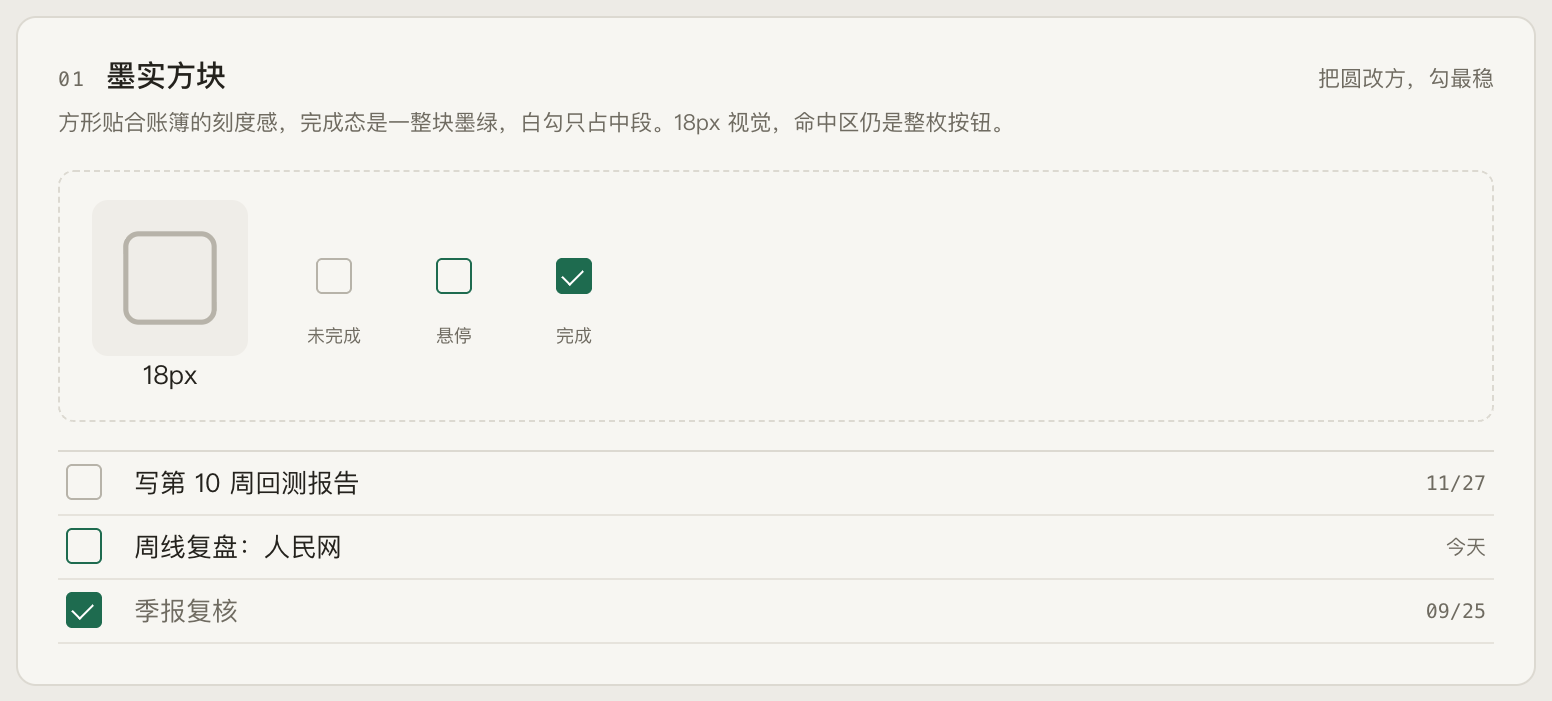 01 墨实方块 把圆改方，勾最稳
方形贴合账簿的刻度感，完成态是一整块墨绿，白勾只占中段。18px 视觉，命中区仍是整枚按钮。
18px
未完成 悬停 完成
写第 10 周回测报告 11/27
周线复盘：人民网 今天
季报复核 09/25